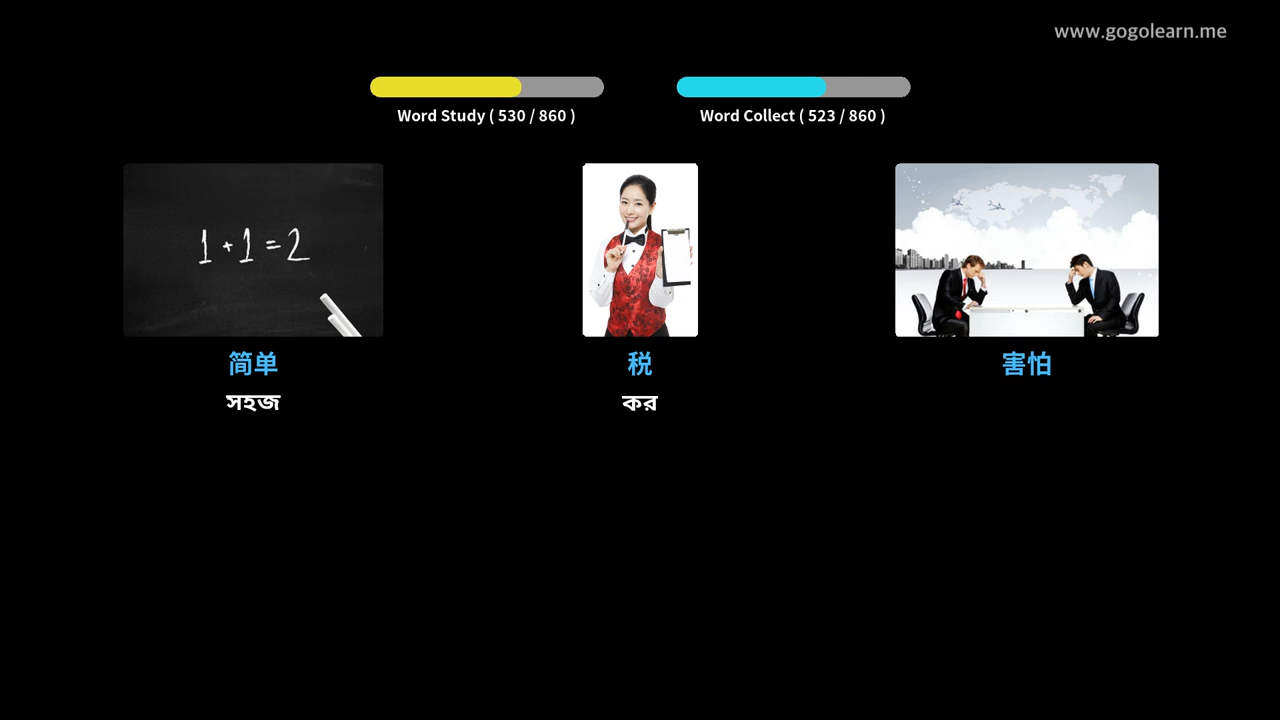 www.gogolearn.me
Word Study ( 530 / 860 )
Word Collect ( 523 / 860 )
1 + 1 = 2
简单
税
害怕
সহজ
কর